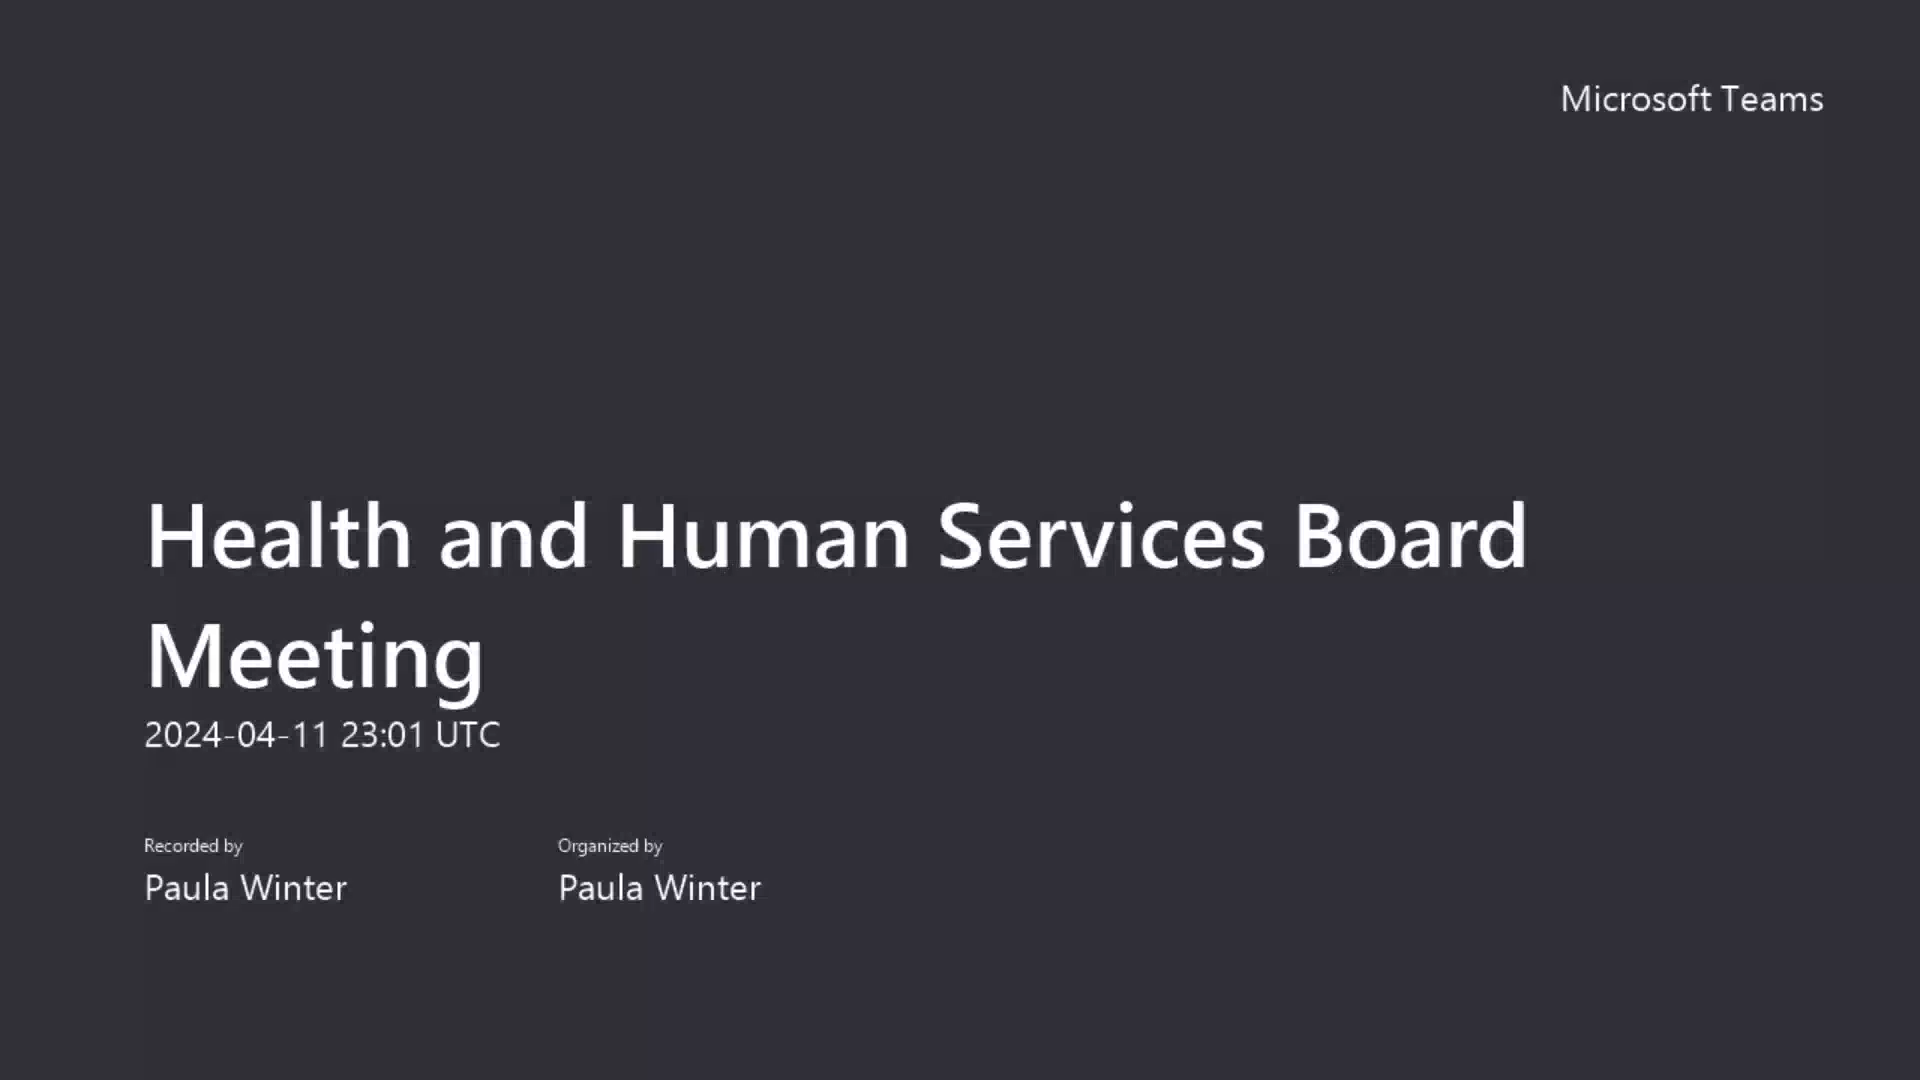 Microsoft Teams
Health and Human Services Board
Meeting
2024-04-11 23:01 UTC
Recorded by
Paula Winter
Organized by
Paula Winter